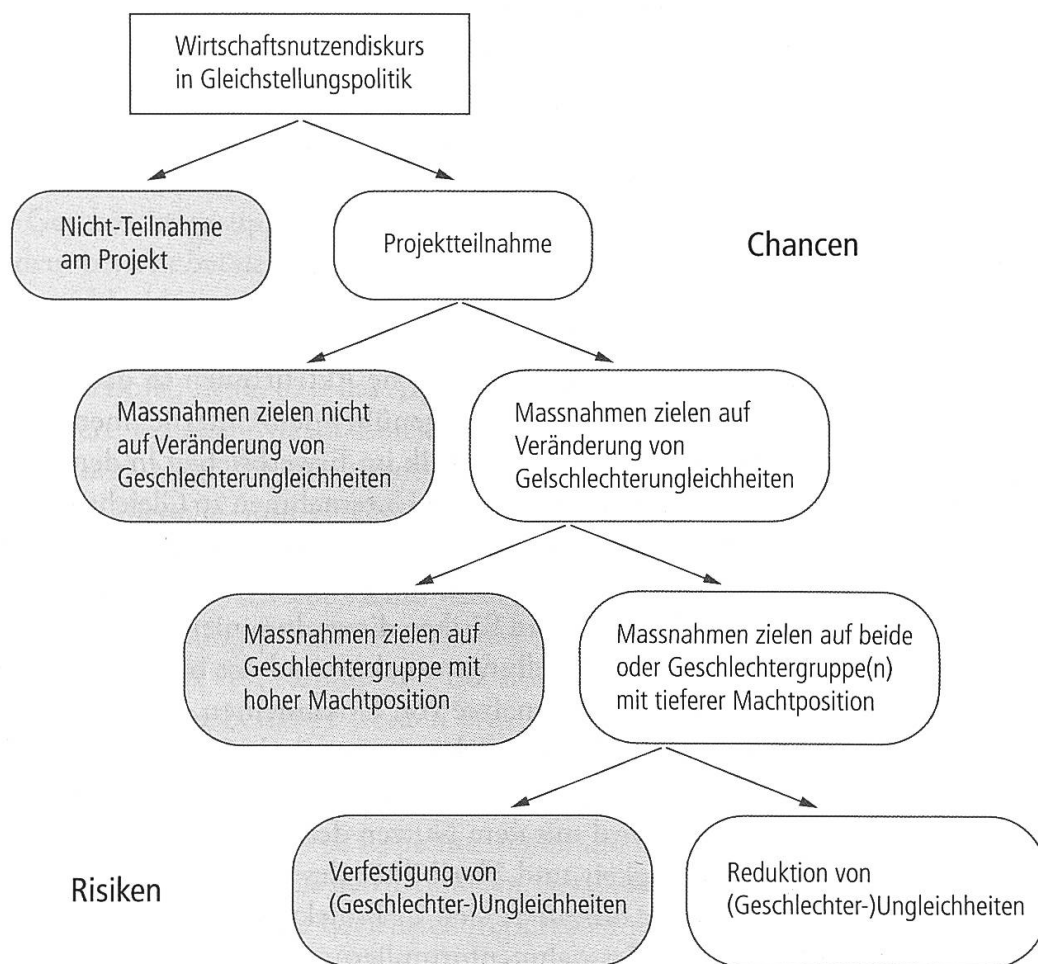 Wirtschaftsnutzendiskurs
in Gleichstellungspolitik
Nicht-Teilnahme
am Projekt
Projektteilnahme
Chancen
Massnahmen zielen nicht
auf Veränderung von
Geschlechterungleichheiten
Massnahmen zielen auf
Veränderung von
Gelschlechterungleichheiten
Massnahmen zielen auf
Geschlechtergruppe mit
hoher Machtposition
Massnahmen zielen auf beide
oder Geschlechtergruppe(n)
mit tieferer Machtposition
Risiken
Verfestigung von
(Geschlechter-)Ungleichheiten
Reduktion von
(Geschlechter-)Ungleichheiten